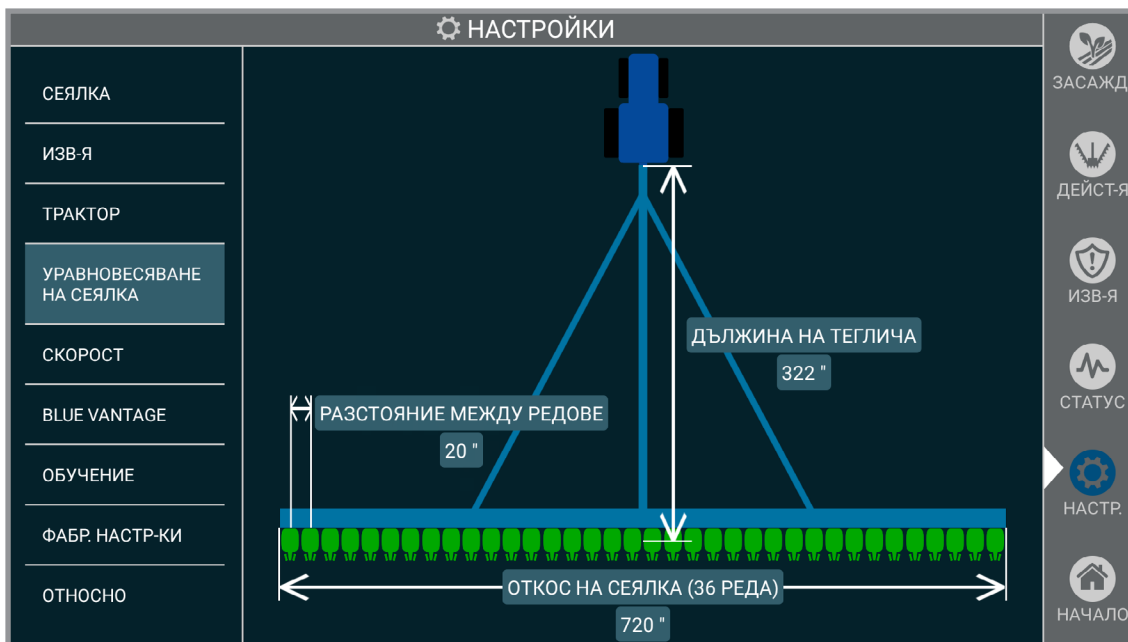 НАСТРОЙКИ
СЕЯЛКА
ИЗВ-Я
ТРАКТОР
УРАВНОВЕСЯВАНЕ
НА СЕЯЛКА
СКОРОСТ
BLUE VANTAGE
ОБУЧЕНИЕ
ФАБР. НАСТР-КИ
ОТНОСНО
ДЪЛЖИНА НА ТЕГЛИЧА
322 "
РАЗСТОЯНИЕ МЕЖДУ РЕДОВЕ
20 "
ОТКОС НА СЕЯЛКА (36 РЕДА)
720 "
ЗАСАЖД
ДЕЙСТ-Я
ИЗВ-Я
СТАТУС
НАСТР.
НАЧАЛО